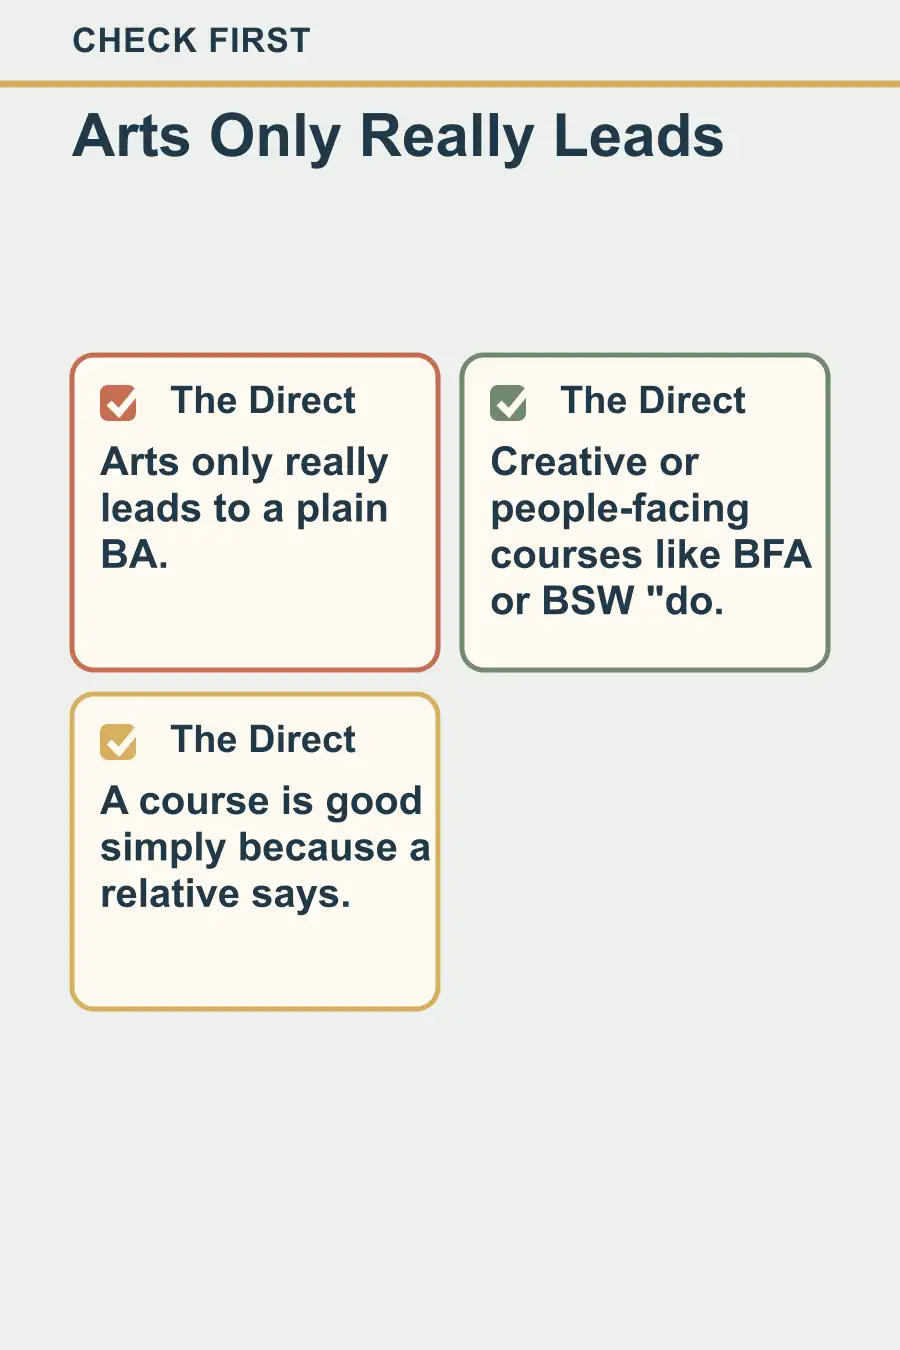 CHECK FIRST
Arts Only Really Leads
The Direct
Arts only really
leads to a plain
BA.
The Direct
Creative or
people-facing
courses like BFA
or BSW "do.
The Direct
A course is good
simply because a
relative says.